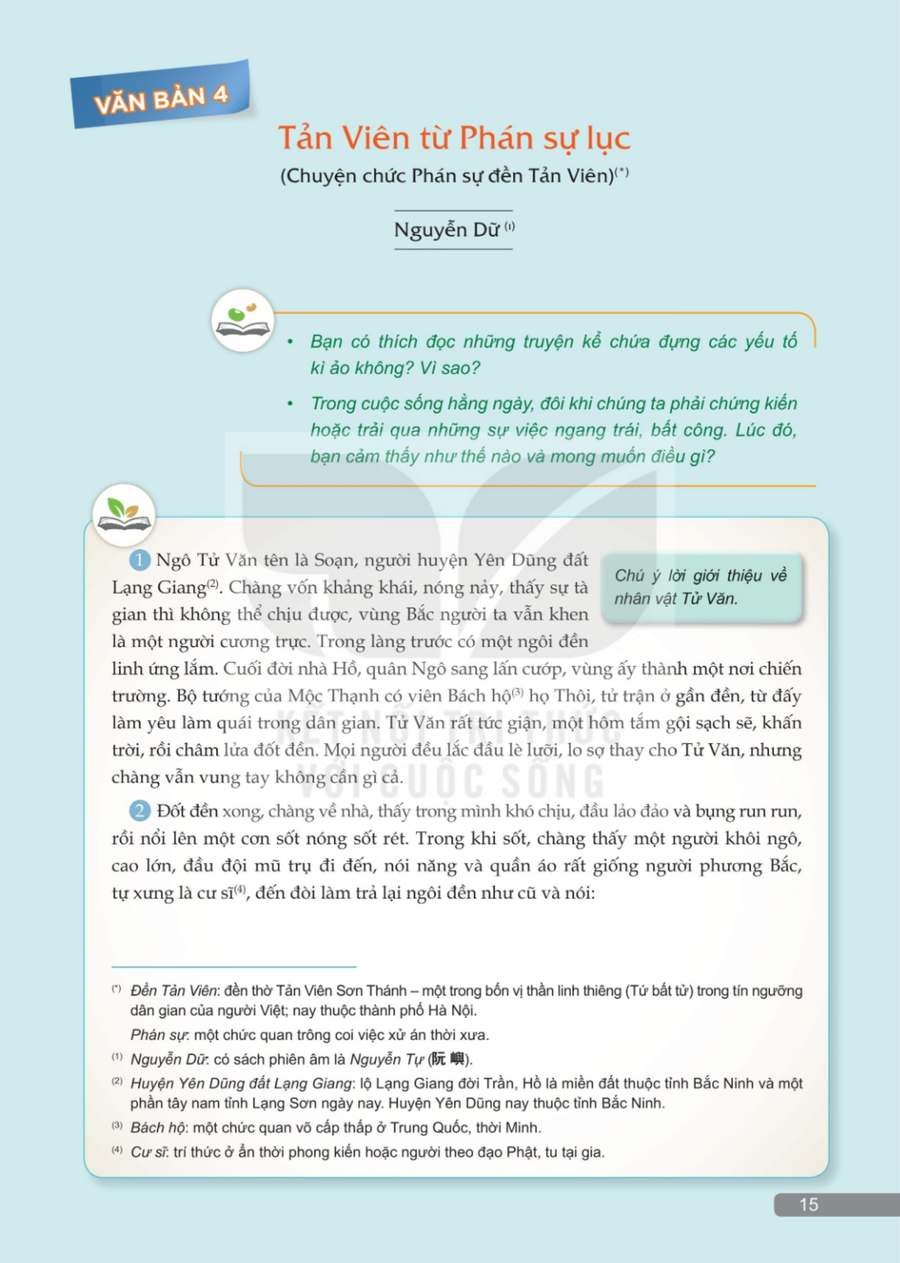 VĂN BẢN 4
Tản Viên từ Phán sự lục
(Chuyện chức Phán sự đền Tản Viên)(*)
Nguyễn Dữ (1)
• Bạn có thích đọc những truyện kể chứa đựng các yếu tố
kì ảo không? Vì sao?
• Trong cuộc sống hằng ngày, đôi khi chúng ta phải chứng kiến
hoặc trải qua những sự việc ngang trái, bất công. Lúc đó,
bạn cảm thấy như thế nào và mong muốn điều gì?
1 Ngô Tử Văn tên là Soạn, người huyện Yên Dũng đất
Lạng Giang(2). Chàng vốn khảng khái, nóng nảy, thấy sự tà
gian thì không thể chịu được, vùng Bắc người ta vẫn khen
là một người cương trực. Trong làng trước có một ngôi đền
Chú ý lời giới thiệu về
nhân vật Tử Văn.
linh ứng lắm. Cuối đời nhà Hồ, quân Ngô sang lấn cướp, vùng ấy thành một nơi chiến
trường. Bộ tướng của Mộc Thạnh có viên Bách hộ(3) họ Thôi, tử trận ở gần đền, từ đấy
làm yêu làm quái trong dân gian. Tử Văn rất tức giận, một hôm tắm gội sạch sẽ, khấn
trời, rồi châm lửa đốt đền. Mọi người đều lắc đầu lè lưỡi, lo sợ thay cho Tử Văn, nhưng
chàng vẫn vung tay không cần gì cả.
KẾT NỐI TRI THỨC
VỚI CUỘC SỐNG
2 Đốt đền xong, chàng về nhà, thấy trong mình khó chịu, đầu lảo đảo và bụng run run,
rồi nổi lên một cơn sốt nóng sốt rét. Trong khi sốt, chàng thấy một người khôi ngô,
cao lớn, đầu đội mũ trụ đi đến, nói năng và quần áo rất giống người phương Bắc,
tự xưng là cư sĩ(4), đến đòi làm trả lại ngôi đền như cũ và nói:
(*) Đền Tản Viên: đền thờ Tản Viên Sơn Thánh – một trong bốn vị thần linh thiêng (Tứ bất tử) trong tín ngưỡng
dân gian của người Việt; nay thuộc thành phố Hà Nội.
Phán sự: một chức quan trông coi việc xử án thời xưa.
(1) Nguyễn Dữ: có sách phiên âm là Nguyễn Tự (阮 嶼).
(2) Huyện Yên Dũng đất Lạng Giang: lộ Lạng Giang đời Trần, Hồ là miền đất thuộc tỉnh Bắc Ninh và một
phần tây nam tỉnh Lạng Sơn ngày nay. Huyện Yên Dũng nay thuộc tỉnh Bắc Ninh.
(3) Bách hộ: một chức quan võ cấp thấp ở Trung Quốc, thời Minh.
(4) Cư sĩ: trí thức ở ẩn thời phong kiến hoặc người theo đạo Phật, tu tại gia.
15